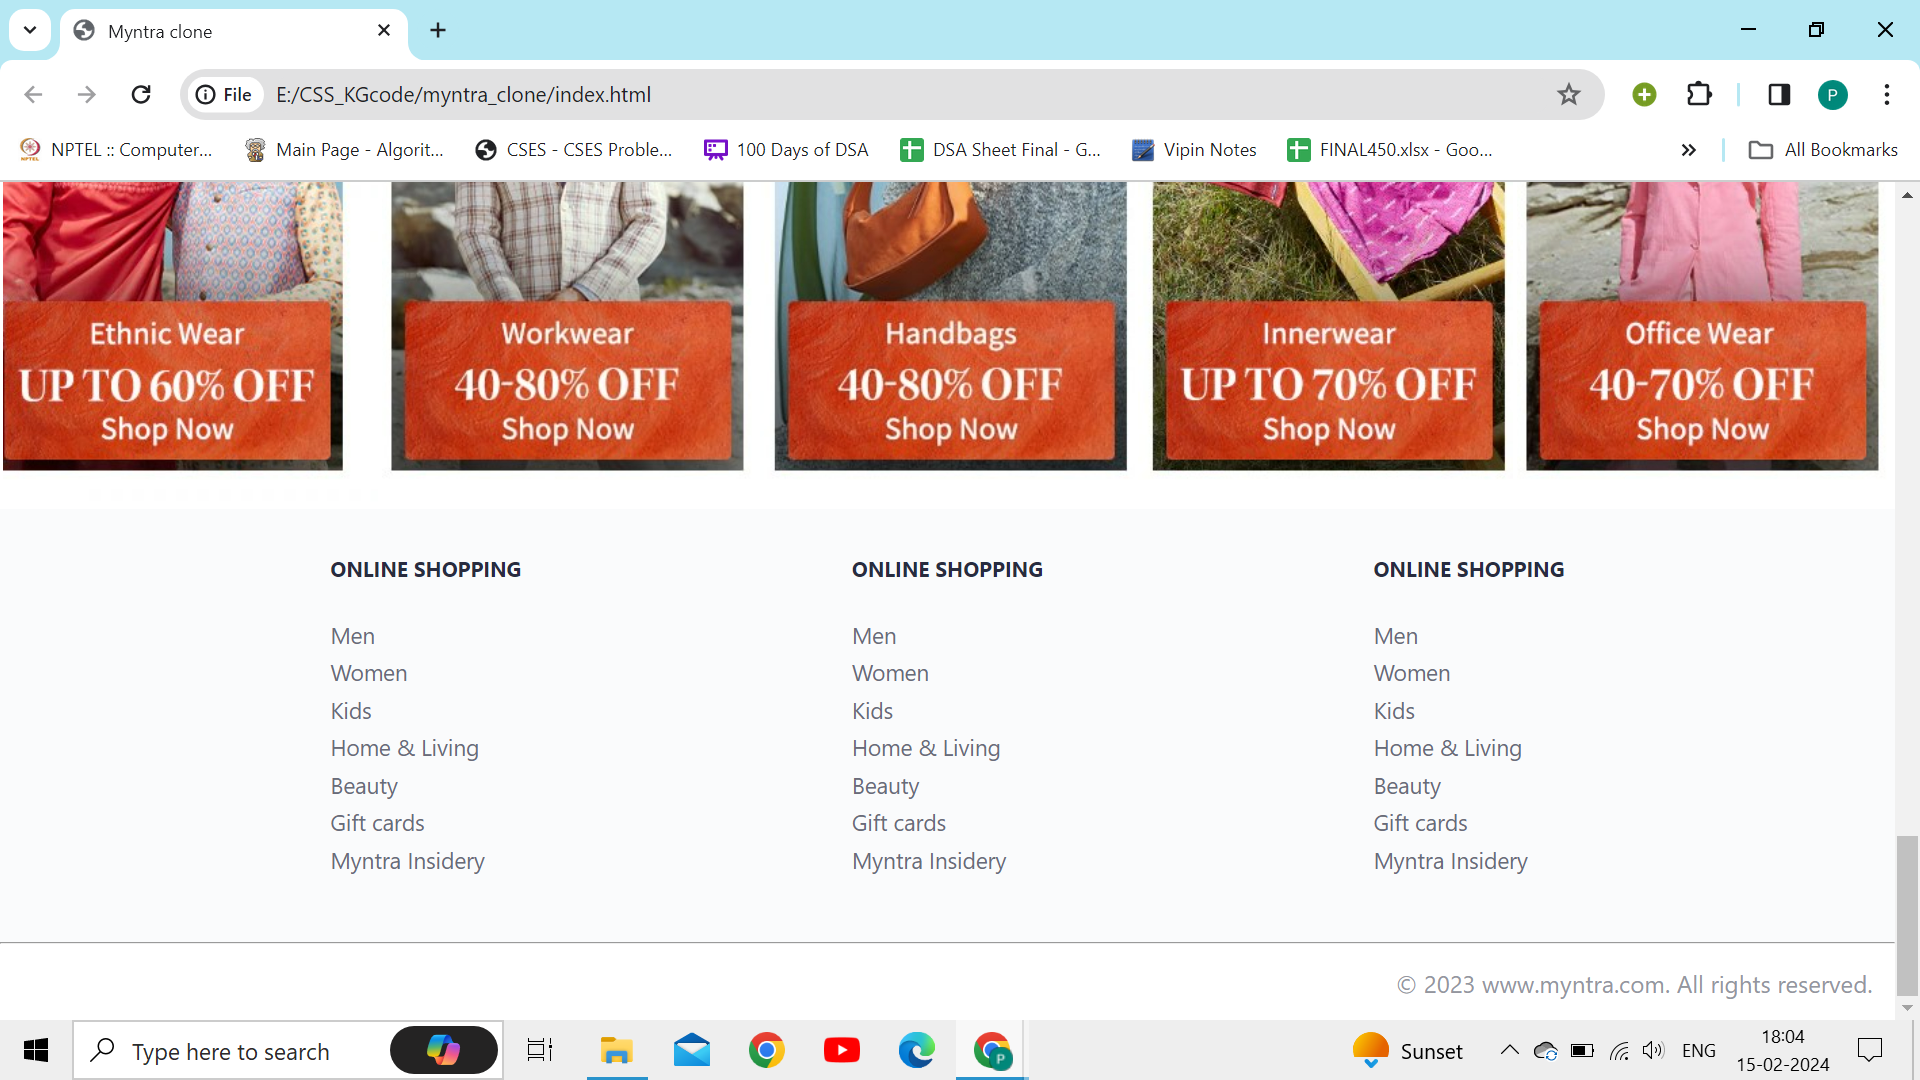 Myntra clone
File E:/CSS_KGcode/myntra_clone/index.html
P
NPTEL :: Computer... Main Page - Algorit... CSES - CSES Proble... 100 Days of DSA DSA Sheet Final - G... Vipin Notes FINAL450.xlsx - Goo... » All Bookmarks
Ethnic Wear
UP TO 60% OFF
Shop Now
Workwear
40-80% OFF
Shop Now
Handbags
40-80% OFF
Shop Now
Innerwear
UP TO 70% OFF
Shop Now
Office Wear
40-70% OFF
Shop Now
ONLINE SHOPPING
Men
Women
Kids
Home & Living
Beauty
Gift cards
Myntra Insidery
ONLINE SHOPPING
Men
Women
Kids
Home & Living
Beauty
Gift cards
Myntra Insidery
ONLINE SHOPPING
Men
Women
Kids
Home & Living
Beauty
Gift cards
Myntra Insidery
© 2023 www.myntra.com. All rights reserved.
Type here to search
P
Sunset
ENG
18:04
15-02-2024